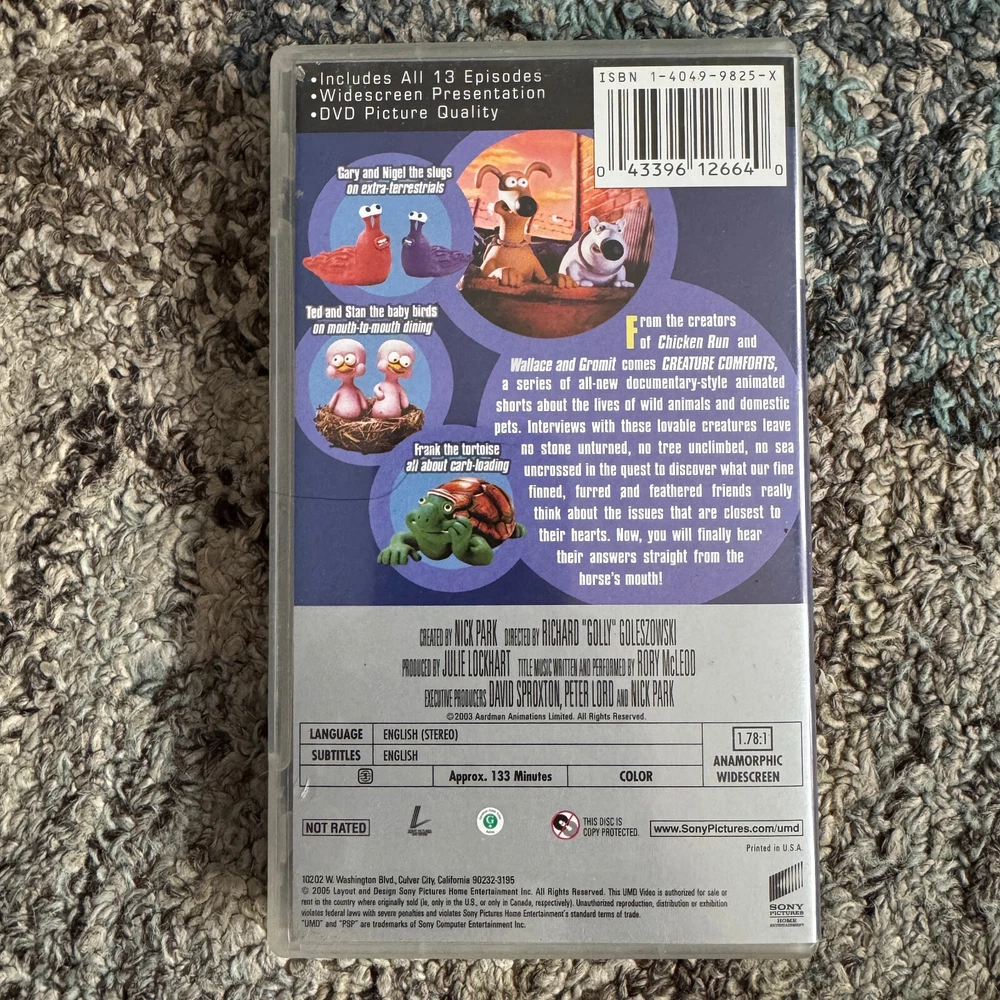 •Includes All 13 Episodes
•Widescreen Presentation
•DVD Picture Quality
ISBN 1-4049-9825-X
0 43396 12664 0
Gary and Nigel the slugs
on extra-terrestrials
Ted and Stan the baby birds
on mouth-to-mouth dining
Frank the tortoise
all about carb-loading
From the creators
of Chicken Run and
Wallace and Gromit comes CREATURE COMFORTS,
a series of all-new documentary-style animated
shorts about the lives of wild animals and domestic
pets. Interviews with these lovable creatures leave
no stone unturned, no tree unclimbed, no sea
uncrossed in the quest to discover what our fine
finned, furred and feathered friends really
think about the issues that are closest to
their hearts. Now, you will finally hear
their answers straight from the
horse's mouth!
CREATED BY NICK PARK DIRECTED BY RICHARD "GOLLY" GOLESZOWSKI
PRODUCED BY JULIE LOCKHART TITLE MUSIC WRITTEN AND PERFORMED BY RORY McLEOD
EXECUTIVE PRODUCERS DAVID SPROXTON, PETER LORD AND NICK PARK
©2003 Aardman Animations Limited. All Rights Reserved.
LANGUAGE ENGLISH (STEREO)
SUBTITLES ENGLISH
Approx. 133 Minutes COLOR
1.78:1
ANAMORPHIC
WIDESCREEN
NOT RATED
L
G
THIS DISC IS
COPY PROTECTED.
www.SonyPictures.com/umd
Printed in U.S.A.
10202 W. Washington Blvd., Culver City, California 90232-3195
© 2005 Layout and Design Sony Pictures Home Entertainment Inc. All Rights Reserved. This UMD Video is authorized for sale or
rent in the country where originally sold (ie, only in the U.S., or only in Canada, respectively). Unauthorized reproduction, distribution or exhibition
violates federal laws with severe penalties and violates Sony Pictures Home Entertainment's standard terms of trade.
"UMD" and "PSP" are trademarks of Sony Computer Entertainment Inc.
SONY
PICTURES
HOME
ENTERTAINMENT